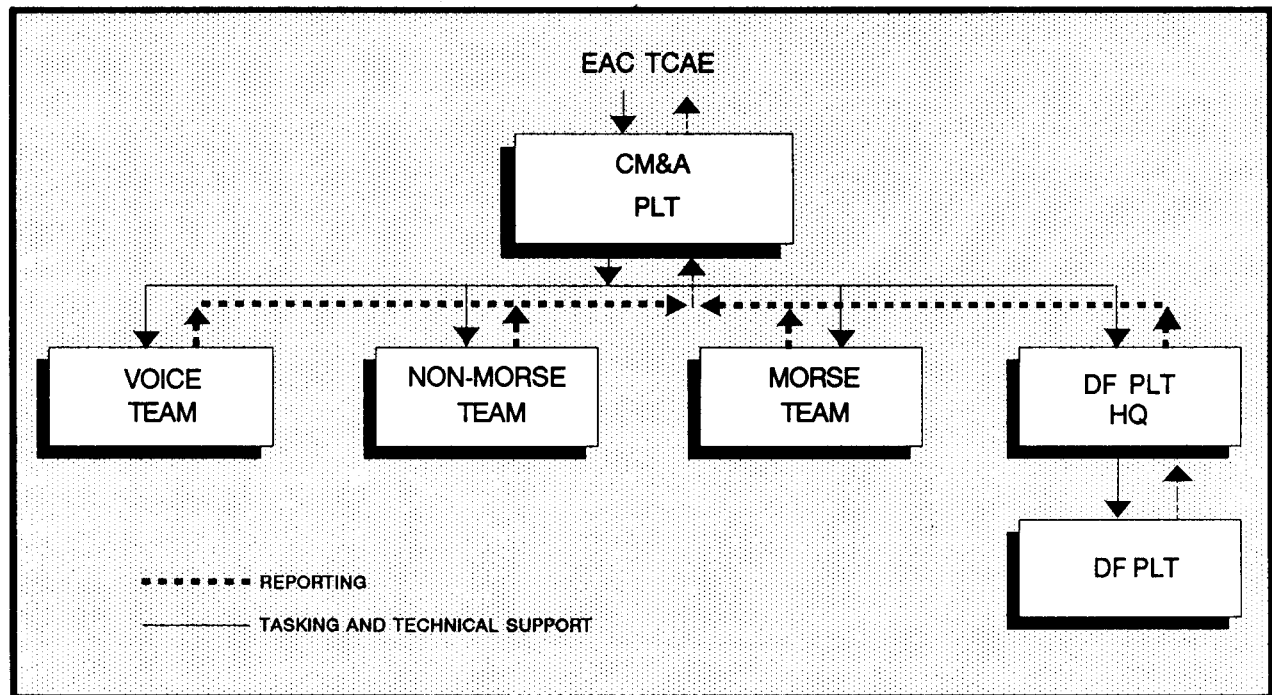 EAC TCAE
CM&A
PLT
VOICE
TEAM
NON-MORSE
TEAM
MORSE
TEAM
DF PLT
HQ
DF PLT
REPORTING
TASKING AND TECHNICAL SUPPORT